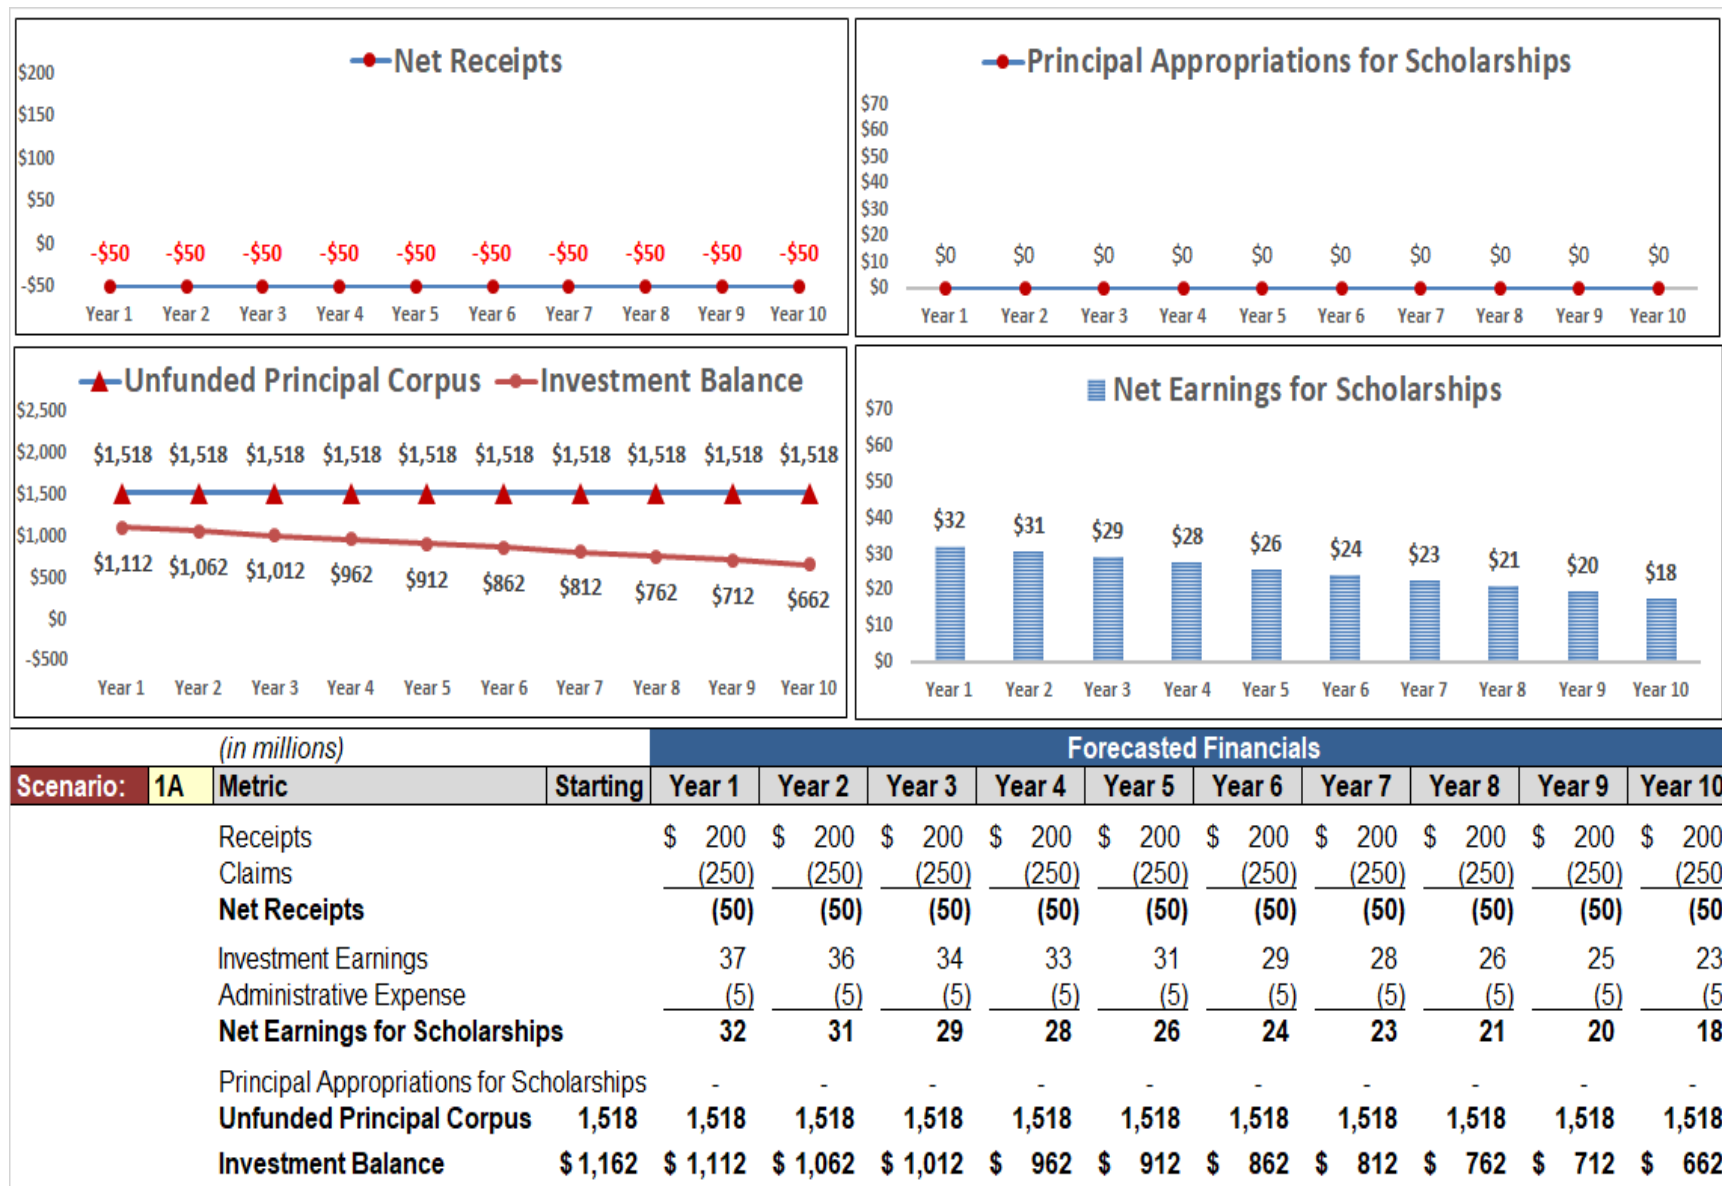 Net Receipts
$200
$150
$100
$50
$0
-$50
-$50 -$50 -$50 -$50 -$50 -$50 -$50 -$50 -$50 -$50
Year 1 Year 2 Year 3 Year 4 Year 5 Year 6 Year 7 Year 8 Year 9 Year 10
Principal Appropriations for Scholarships
$70
$60
$50
$40
$30
$20
$10
$0
$0 $0 $0 $0 $0 $0 $0 $0 $0 $0
Year 1 Year 2 Year 3 Year 4 Year 5 Year 6 Year 7 Year 8 Year 9 Year 10
Unfunded Principal Corpus Investment Balance
$2,500
$2,000
$1,500
$1,000
$500
$0
-$500
$1,518 $1,518 $1,518 $1,518 $1,518 $1,518 $1,518 $1,518 $1,518 $1,518
$1,112 $1,062 $1,012 $962 $912 $862 $812 $762 $712 $662
Year 1 Year 2 Year 3 Year 4 Year 5 Year 6 Year 7 Year 8 Year 9 Year 10
Net Earnings for Scholarships
$70
$60
$50
$40
$30
$20
$10
$0
$32 $31 $29 $28 $26 $24 $23 $21 $20 $18
Year 1 Year 2 Year 3 Year 4 Year 5 Year 6 Year 7 Year 8 Year 9 Year 10
(in millions) Forecasted Financials
Scenario: 1A Metric Starting Year 1 Year 2 Year 3 Year 4 Year 5 Year 6 Year 7 Year 8 Year 9 Year 10
Receipts $ 200 $ 200 $ 200 $ 200 $ 200 $ 200 $ 200 $ 200 $ 200 $ 200
Claims (250) (250) (250) (250) (250) (250) (250) (250) (250) (250
Net Receipts (50) (50) (50) (50) (50) (50) (50) (50) (50) (50
Investment Earnings 37 36 34 33 31 29 28 26 25 23
Administrative Expense (5) (5) (5) (5) (5) (5) (5) (5) (5) (5
Net Earnings for Scholarships 32 31 29 28 26 24 23 21 20 18
Principal Appropriations for Scholarships - - - - - - - - - -
Unfunded Principal Corpus 1,518 1,518 1,518 1,518 1,518 1,518 1,518 1,518 1,518 1,518 1,518
Investment Balance $ 1,162 $ 1,112 $ 1,062 $ 1,012 $ 962 $ 912 $ 862 $ 812 $ 762 $ 712 $ 662